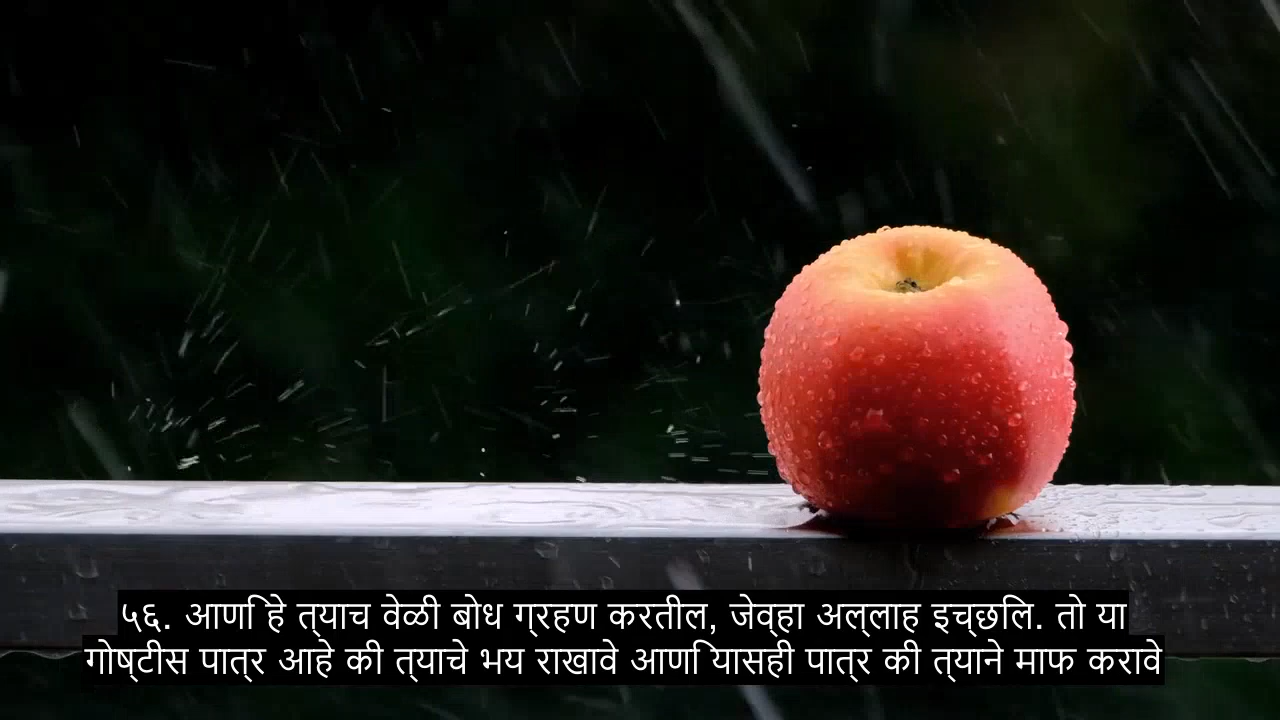 ५६. आणि हे त्याच वेळी बोध ग्रहण करतील, जेव्हा अल्लाह इच्छिल. तो या
गोष्टीस पात्र आहे की त्याचे भय राखावे आणि यासही पात्र की त्याने माफ करावे